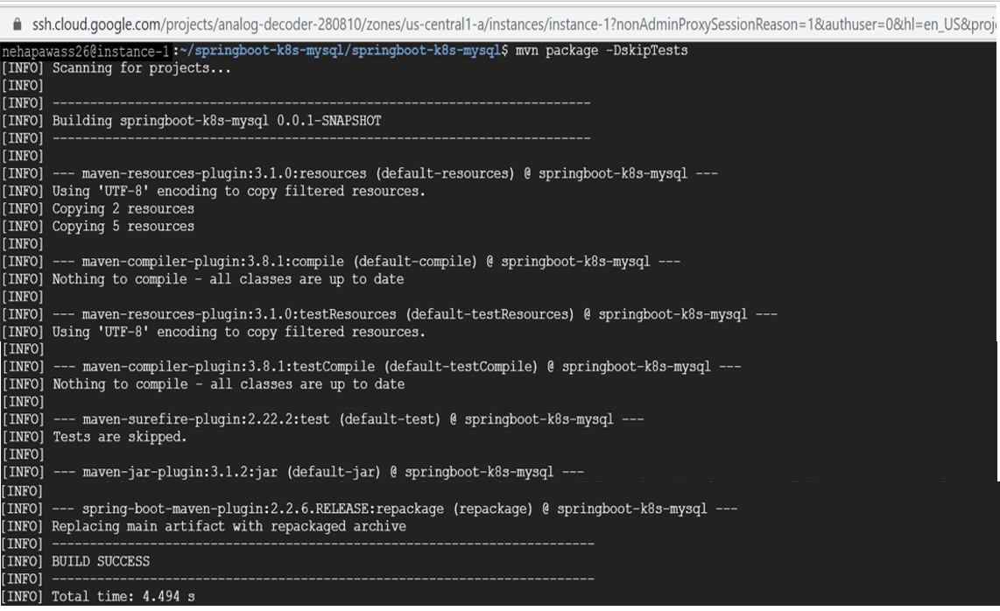 ssh.cloud.google.com/projects/analog-decoder-280810/zones/us-central1-a/instances/instance-1?nonAdminProxySessionReason=1&authuser=0&hl=en_US&proj
nehapawass26@instance-1:~/springboot-k8s-mysql/springboot-k8s-mysql$ mvn package -DskipTests
[INFO] Scanning for projects...
[INFO]
[INFO] ------------------------------------------------------------------------
[INFO] Building springboot-k8s-mysql 0.0.1-SNAPSHOT
[INFO] ------------------------------------------------------------------------
[INFO]
[INFO] --- maven-resources-plugin:3.1.0:resources (default-resources) @ springboot-k8s-mysql ---
[INFO] Using 'UTF-8' encoding to copy filtered resources.
[INFO] Copying 2 resources
[INFO] Copying 5 resources
[INFO]
[INFO] --- maven-compiler-plugin:3.8.1:compile (default-compile) @ springboot-k8s-mysql ---
[INFO] Nothing to compile - all classes are up to date
[INFO]
[INFO] --- maven-resources-plugin:3.1.0:testResources (default-testResources) @ springboot-k8s-mysql ---
[INFO] Using 'UTF-8' encoding to copy filtered resources.
[INFO]
[INFO] --- maven-compiler-plugin:3.8.1:testCompile (default-testCompile) @ springboot-k8s-mysql ---
[INFO] Nothing to compile - all classes are up to date
[INFO]
[INFO] --- maven-surefire-plugin:2.22.2:test (default-test) @ springboot-k8s-mysql ---
[INFO] Tests are skipped.
[INFO]
[INFO] --- maven-jar-plugin:3.1.2:jar (default-jar) @ springboot-k8s-mysql ---
[INFO]
[INFO] --- spring-boot-maven-plugin:2.2.6.RELEASE:repackage (repackage) @ springboot-k8s-mysql ---
[INFO] Replacing main artifact with repackaged archive
[INFO] ------------------------------------------------------------------------
[INFO] BUILD SUCCESS
[INFO] ------------------------------------------------------------------------
[INFO] Total time: 4.494 s